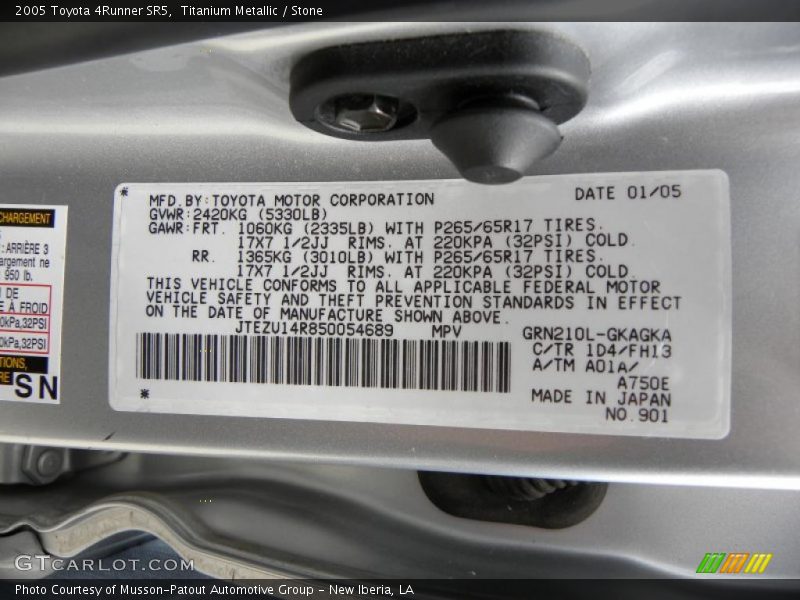 2005 Toyota 4Runner SR5,  Titanium Metallic / Stone
CHARGEMENT
: ARRIÈRE 3
argement ne
950 lb.
N DE
E À FROID
0kPa,32PSI
0kPa,32PSI
TIONS,
RE SN
* MFD.BY:TOYOTA MOTOR CORPORATION DATE 01/05
GVWR:2420KG (5330LB)
GAWR:FRT. 1060KG (2335LB) WITH P265/65R17 TIRES.
17X7 1/2JJ RIMS. AT 220KPA (32PSI) COLD.
RR. 1365KG (3010LB) WITH P265/65R17 TIRES.
17X7 1/2JJ RIMS. AT 220KPA (32PSI) COLD.
THIS VEHICLE CONFORMS TO ALL APPLICABLE FEDERAL MOTOR
VEHICLE SAFETY AND THEFT PREVENTION STANDARDS IN EFFECT
ON THE DATE OF MANUFACTURE SHOWN ABOVE.
JTEZU14R850054689 MPV GRN210L-GKAGKA
C/TR 1D4/FH13
A/TM A01A/
A750E
* MADE IN JAPAN
NO.901
GTCARLOT.COM
Photo Courtesy of Musson-Patout Automotive Group - New Iberia, LA